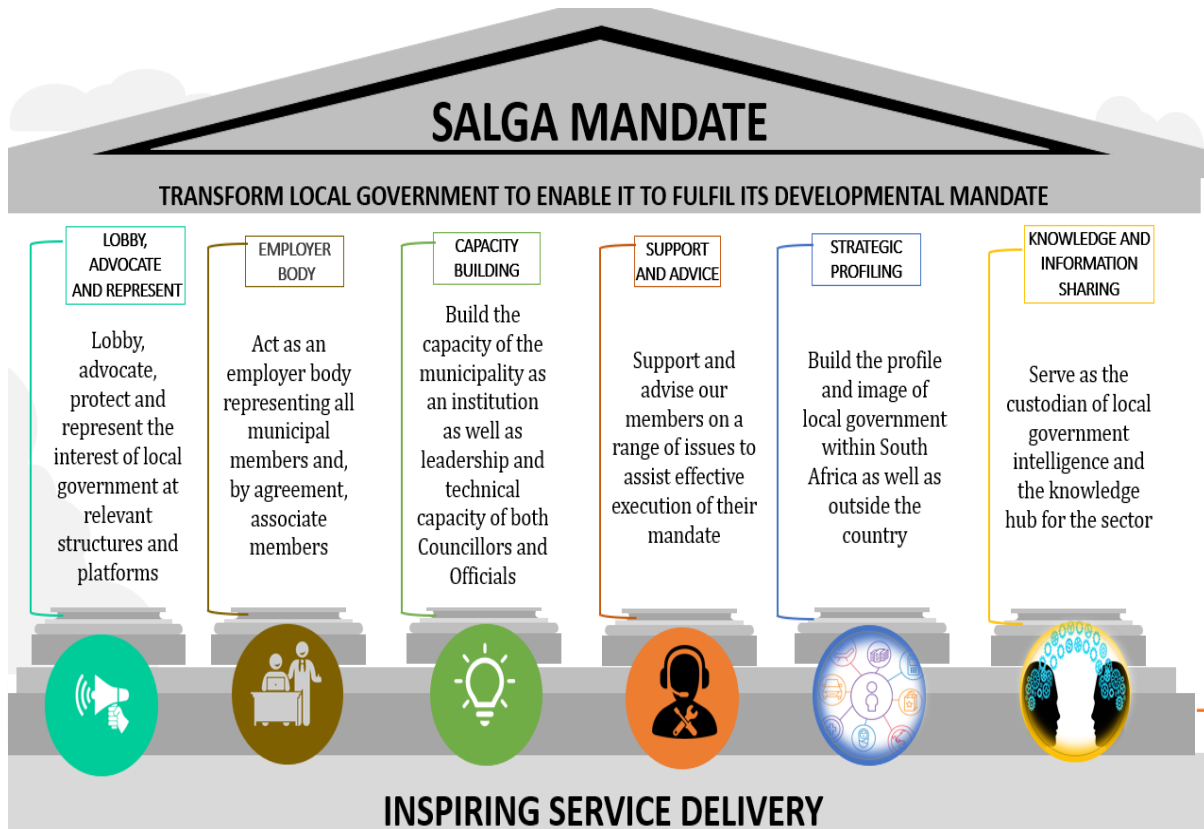 SALGA MANDATE
TRANSFORM LOCAL GOVERNMENT TO ENABLE IT TO FULFIL ITS DEVELOPMENTAL MANDATE
LOBBY,
ADVOCATE
AND REPRESENT
Lobby,
advocate,
protect and
represent the
interest of local
government at
relevant
structures and
platforms
EMPLOYER
BODY
Act as an
employer body
representing all
municipal
members and,
by agreement,
associate
members
CAPACITY
BUILDING
Build the
capacity of the
municipality as
an institution
as well as
leadership and
technical
capacity of both
Councillors and
Officials
SUPPORT
AND ADVICE
Support and
advise our
members on a
range of issues to
assist effective
execution of their
mandate
STRATEGIC
PROFILING
Build the profile
and image of
local government
within South
Africa as well as
outside the
country
KNOWLEDGE AND
INFORMATION
SHARING
Serve as the
custodian of local
government
intelligence and
the knowledge
hub for the sector
INSPIRING SERVICE DELIVERY